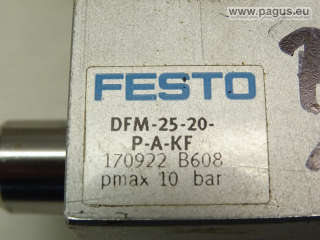 www.pagus.eu
FESTO
DFM-25-20-
P-A-KF
170922 B608
pmax 10 bar